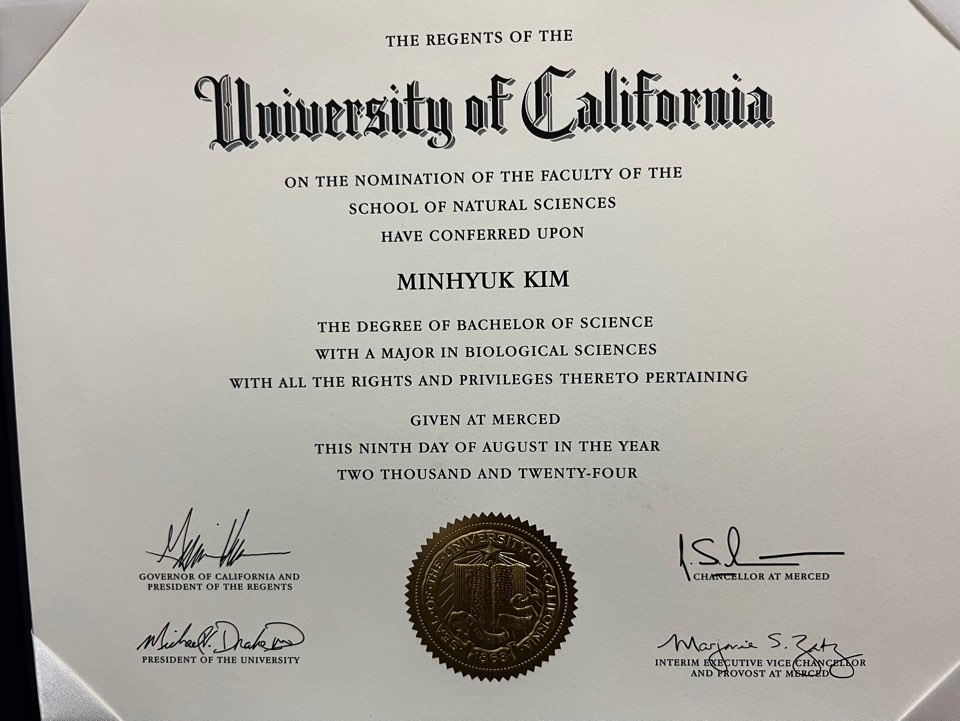 THE REGENTS OF THE
University of California
ON THE NOMINATION OF THE FACULTY OF THE
SCHOOL OF NATURAL SCIENCES
HAVE CONFERRED UPON
MINHYUK KIM
THE DEGREE OF BACHELOR OF SCIENCE
WITH A MAJOR IN BIOLOGICAL SCIENCES
WITH ALL THE RIGHTS AND PRIVILEGES THERETO PERTAINING
GIVEN AT MERCED
THIS NINTH DAY OF AUGUST IN THE YEAR
TWO THOUSAND AND TWENTY-FOUR
GOVERNOR OF CALIFORNIA AND
PRESIDENT OF THE REGENTS
Michael V. Drake MD
PRESIDENT OF THE UNIVERSITY
SEAL OF THE UNIVERSITY OF CALIFORNIA
1868
CHANCELLOR AT MERCED
Marjorie S. Zatz
INTERIM EXECUTIVE VICE CHANCELLOR
AND PROVOST AT MERCED